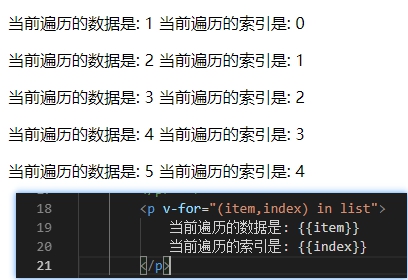 当前遍历的数据是: 1 当前遍历的索引是: 0
当前遍历的数据是: 2 当前遍历的索引是: 1
当前遍历的数据是: 3 当前遍历的索引是: 2
当前遍历的数据是: 4 当前遍历的索引是: 3
当前遍历的数据是: 5 当前遍历的索引是: 4
18 <p v-for="(item,index) in list">
19 当前遍历的数据是: {{item}}
20 当前遍历的索引是: {{index}}
21 </p>